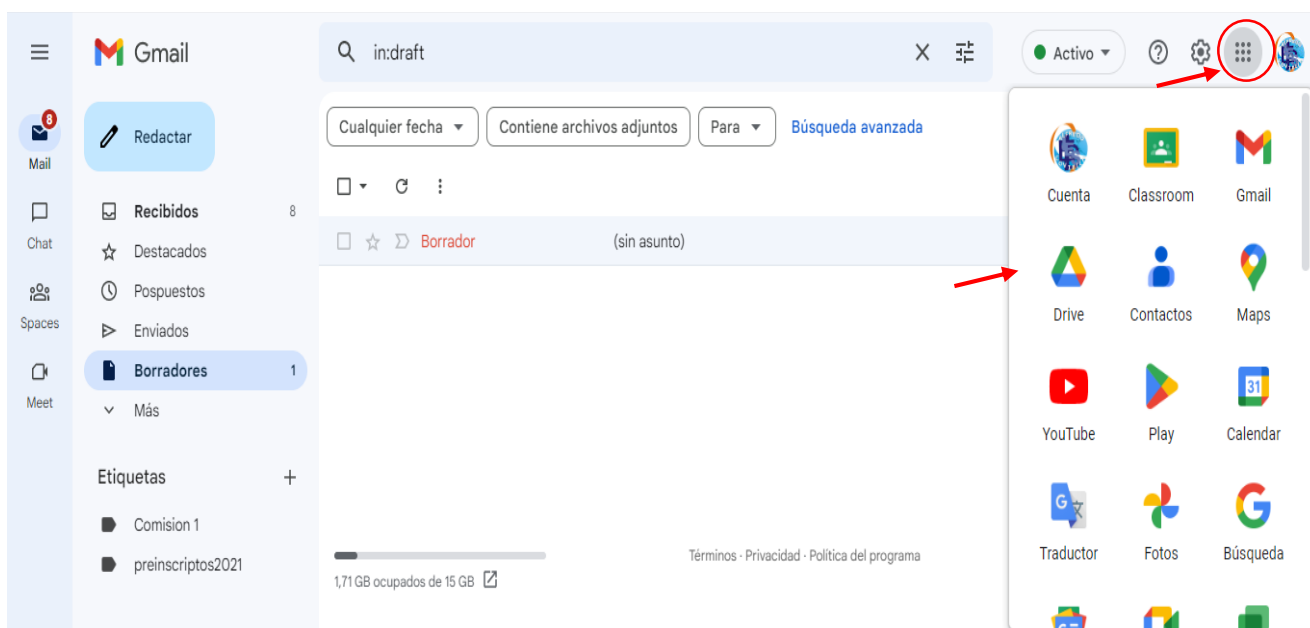 Gmail
in:draft
Activo
8
Mail
Chat
Spaces
Meet
Redactar
Recibidos 8
Destacados
Pospuestos
Enviados
Borradores 1
Más
Etiquetas
Comision 1
preinscriptos2021
Cualquier fecha Contiene archivos adjuntos Para Búsqueda avanzada
Borrador (sin asunto)
1,71 GB ocupados de 15 GB
Términos · Privacidad · Política del programa
Cuenta Classroom Gmail
Drive Contactos Maps
31
YouTube Play Calendar
Traductor Fotos Búsqueda